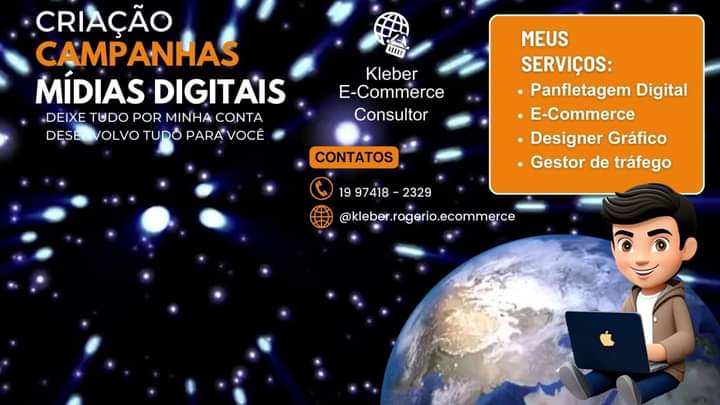 CRIAÇÃO
CAMPANHAS
MÍDIAS DIGITAIS
DEIXE TUDO POR MINHA CONTA
DESENVOLVO TUDO PARA VOCÊ
Kleber
E-Commerce
Consultor
CONTATOS
19 97418 - 2329
@kleber.rogerio.ecommerce
MEUS
SERVIÇOS:
• Panfletagem Digital
• E-Commerce
• Designer Gráfico
• Gestor de tráfego